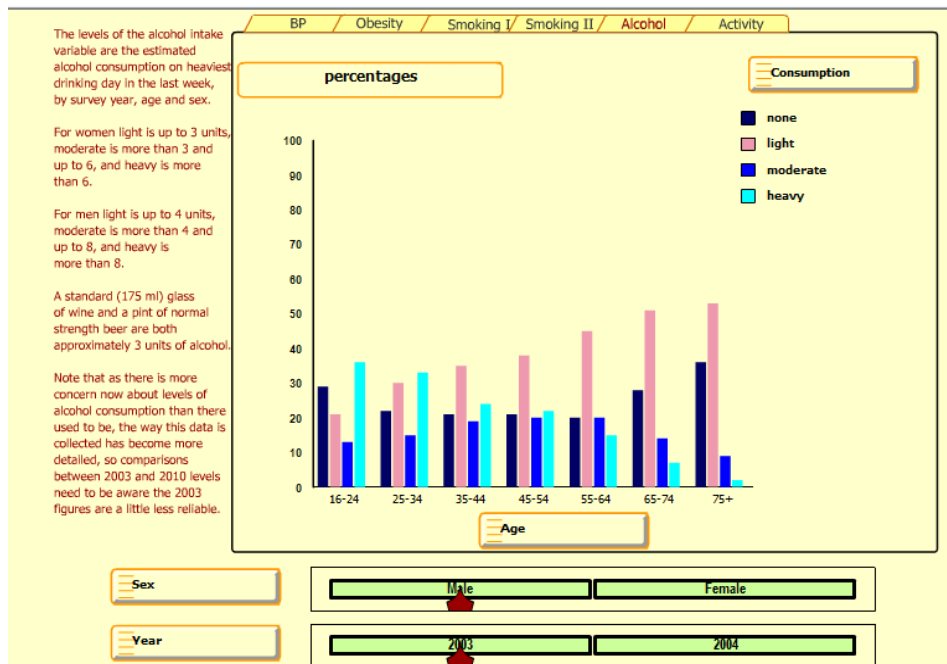 BP
Obesity
Smoking I
Smoking II
Alcohol
Activity
The levels of the alcohol intake
variable are the estimated
alcohol consumption on heaviest
drinking day in the last week,
by survey year, age and sex.
For women light is up to 3 units,
moderate is more than 3 and
up to 6, and heavy is more
than 6.
For men light is up to 4 units,
moderate is more than 4 and
up to 8, and heavy is
more than 8.
A standard (175 ml) glass
of wine and a pint of normal
strength beer are both
approximately 3 units of alcohol.
Note that as there is more
concern now about levels of
alcohol consumption than there
used to be, the way this data is
collected has become more
detailed, so comparisons
between 2003 and 2010 levels
need to be aware the 2003
figures are a little less reliable.
percentages
Consumption
none
light
moderate
heavy
100
90
80
70
60
50
40
30
20
10
0
16-24 25-34 35-44 45-54 55-64 65-74 75+
Age
Sex
Male
Female
Year
2003
2004